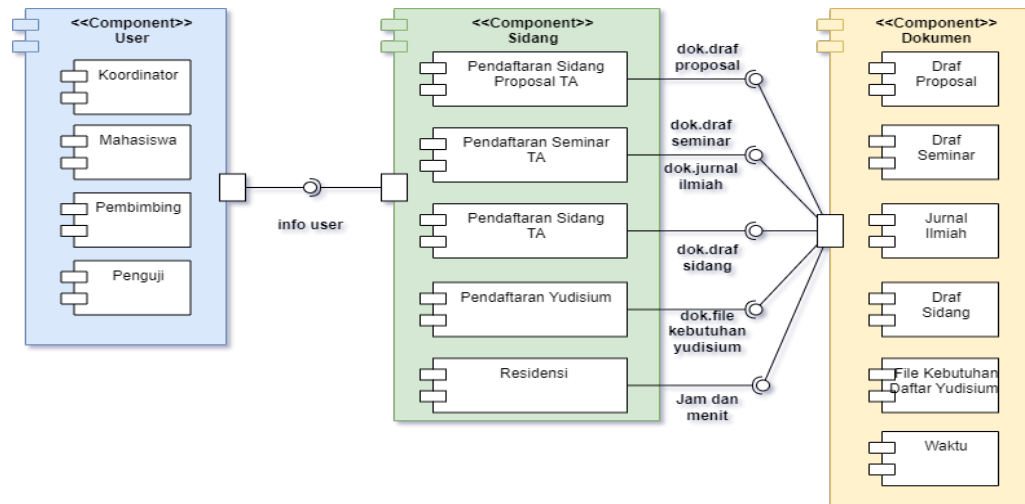 <<Component>>
User
Koordinator
Mahasiswa
Pembimbing
Penguji
info user
<<Component>>
Sidang
Pendaftaran Sidang
Proposal TA
Pendaftaran Seminar
TA
Pendaftaran Sidang
TA
Pendaftaran Yudisium
Residensi
dok.draf
proposal
dok.draf
seminar
dok.jurnal
ilmiah
dok.draf
sidang
dok.file
kebutuhan
yudisium
Jam dan
menit
<<Component>>
Dokumen
Draf
Proposal
Draf
Seminar
Jurnal
Ilmiah
Draf
Sidang
File Kebutuhan
Daftar Yudisium
Waktu